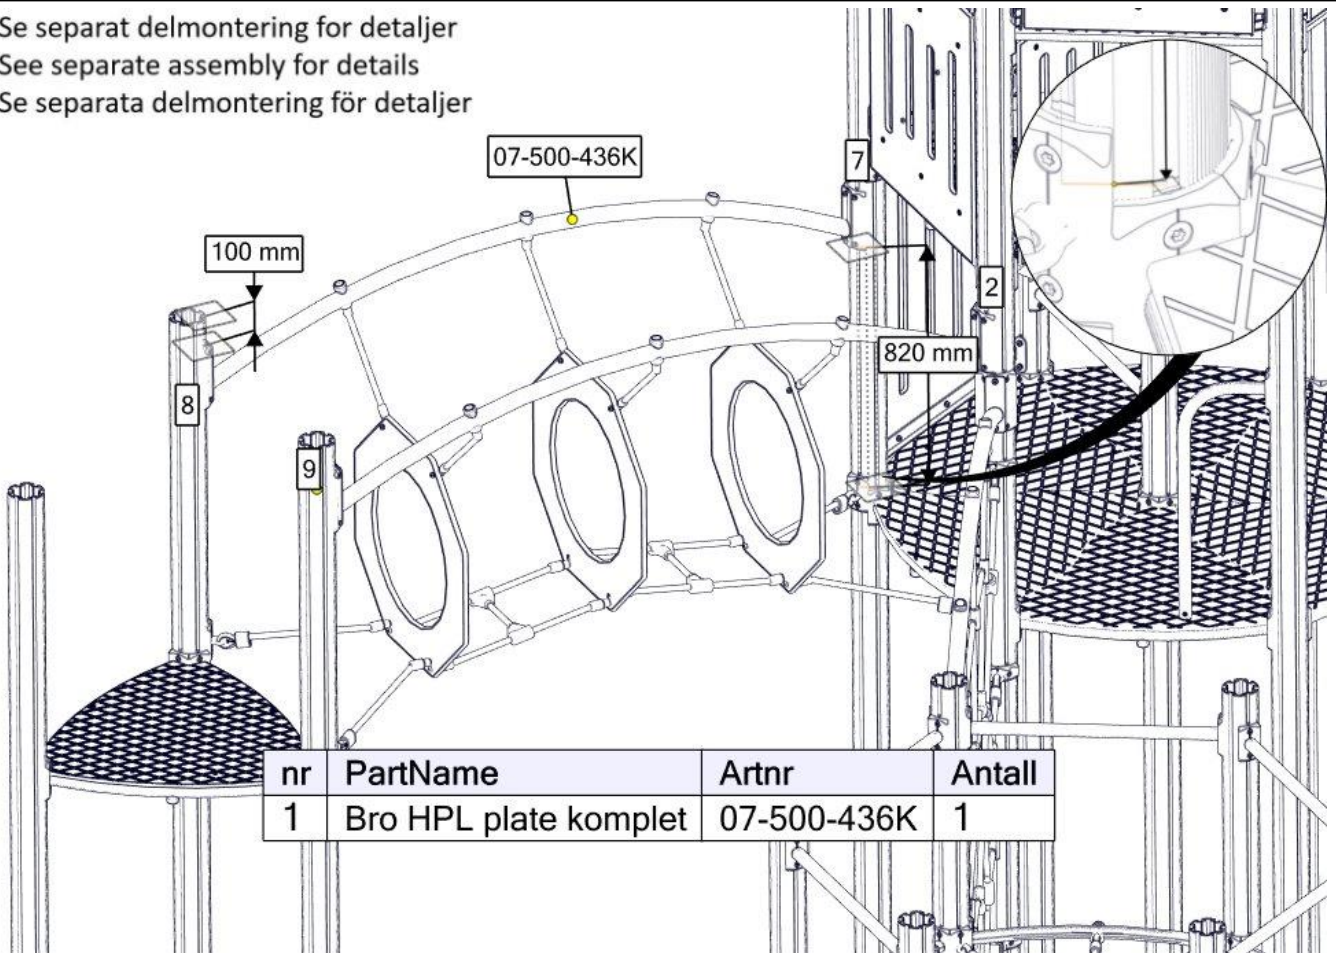 Se separat delmontering for detaljer
See separate assembly for details
Se separata delmontering för detaljer
07-500-436K
7
100 mm
2
820 mm
8
9
nr PartName Artnr Antall
1 Bro HPL plate komplet 07-500-436K 1